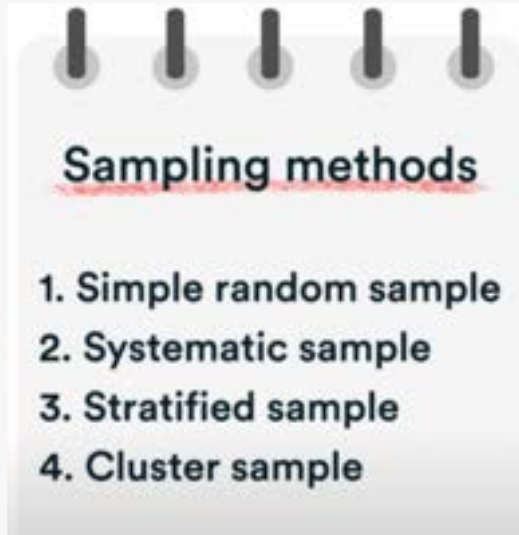 Sampling methods
1. Simple random sample
2. Systematic sample
3. Stratified sample
4. Cluster sample